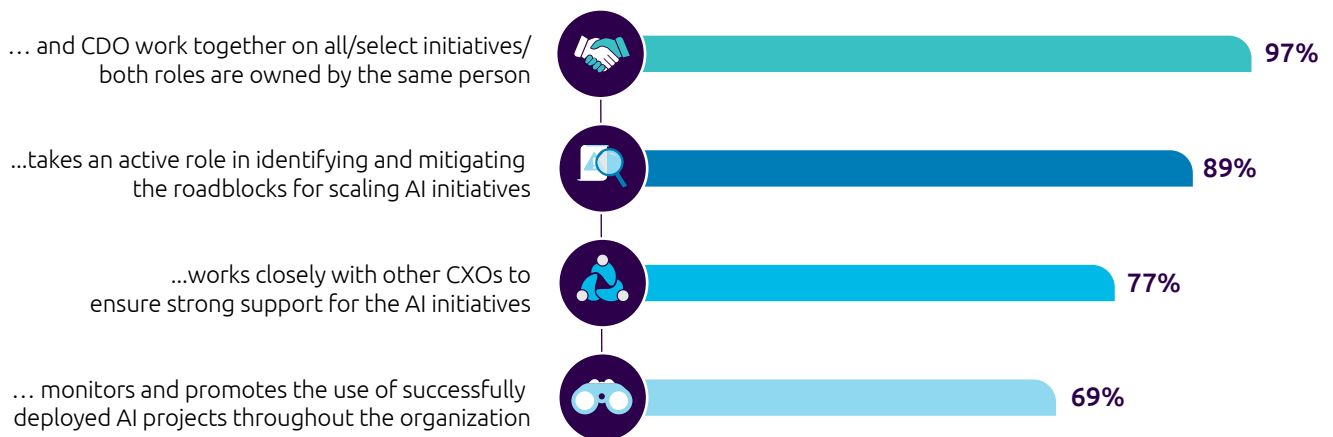 … and CDO work together on all/select initiatives/
both roles are owned by the same person
97%
...takes an active role in identifying and mitigating
the roadblocks for scaling AI initiatives
89%
...works closely with other CXOs to
ensure strong support for the AI initiatives
77%
… monitors and promotes the use of successfully
deployed AI projects throughout the organization
69%